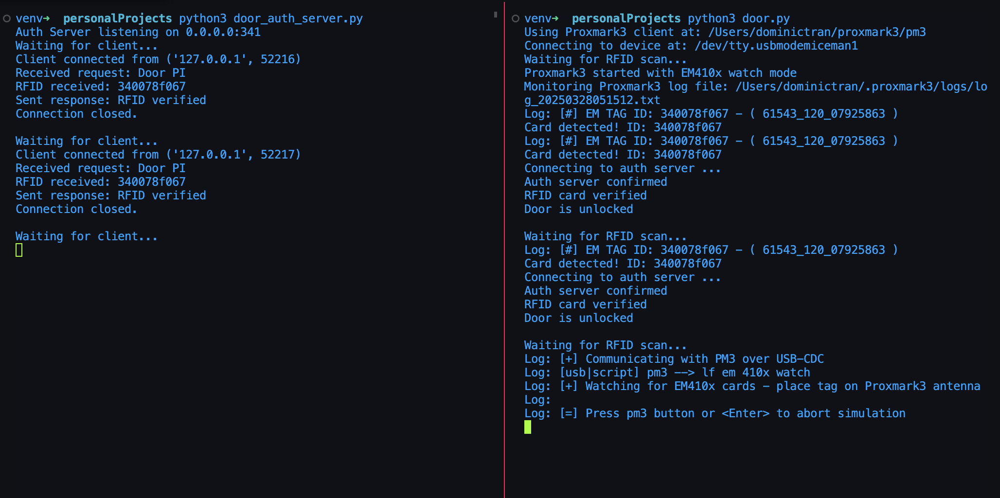 venv➜  personalProjects python3 door_auth_server.py
Auth Server listening on 0.0.0.0:341
Waiting for client...
Client connected from ('127.0.0.1', 52216)
Received request: Door PI
RFID received: 340078f067
Sent response: RFID verified
Connection closed.

Waiting for client...
Client connected from ('127.0.0.1', 52217)
Received request: Door PI
RFID received: 340078f067
Sent response: RFID verified
Connection closed.

Waiting for client...

venv➜  personalProjects python3 door.py
Using Proxmark3 client at: /Users/dominictran/proxmark3/pm3
Connecting to device at: /dev/tty.usbmodemiceman1
Waiting for RFID scan...
Proxmark3 started with EM410x watch mode
Monitoring Proxmark3 log file: /Users/dominictran/.proxmark3/logs/lo
g_20250328051512.txt
Log: [#] EM TAG ID: 340078f067 - ( 61543_120_07925863 )
Card detected! ID: 340078f067
Log: [#] EM TAG ID: 340078f067 - ( 61543_120_07925863 )
Card detected! ID: 340078f067
Connecting to auth server ...
Auth server confirmed
RFID card verified
Door is unlocked

Waiting for RFID scan...
Log: [#] EM TAG ID: 340078f067 - ( 61543_120_07925863 )
Card detected! ID: 340078f067
Connecting to auth server ...
Auth server confirmed
RFID card verified
Door is unlocked

Waiting for RFID scan...
Log: [+] Communicating with PM3 over USB-CDC
Log: [usb|script] pm3 --> lf em 410x watch
Log: [+] Watching for EM410x cards - place tag on Proxmark3 antenna
Log:
Log: [=] Press pm3 button or <Enter> to abort simulation